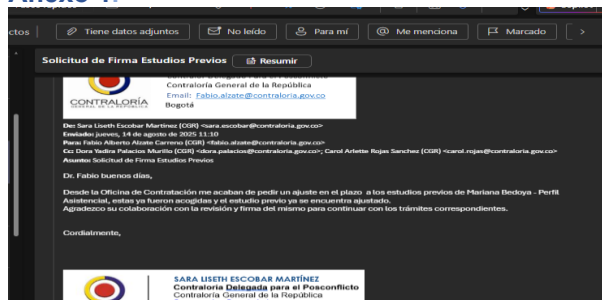 Anexo 4.
Tiene datos adjuntos No leído Para mí Me menciona Marcado
Solicitud de Firma Estudios Previos Resumir
Contraloría General de la República
Email: Fabio.alzate@contraloria.gov.co
Bogotá
CONTRALORÍA
GENERAL DE LA REPÚBLICA
De: Sara Liseth Escobar Martinez (CGR) <sara.escobar@contraloria.gov.co>
Enviado: jueves, 14 de agosto de 2025 11:10
Para: Fabio Alberto Alzate Carreno (CGR) <fabio.alzate@contraloria.gov.co>
Cc: Dora Yadira Palacios Murillo (CGR) <dora.palacios@contraloria.gov.co>; Carol Arlette Rojas Sanchez (CGR) <carol.rojas@contraloria.gov.co>
Asunto: Solicitud de Firma Estudios Previos
Dr. Fabio buenos días,
Desde la Oficina de Contratación me acaban de pedir un ajuste en el plazo a los estudios previos de Mariana Bedoya - Perfil
Asistencial, estas ya fueron acogidas y el estudio previo ya se encuentra ajustado.
Agradezco su colaboración con la revisión y firma del mismo para continuar con los trámites correspondientes.
Cordialmente,
SARA LISETH ESCOBAR MARTÍNEZ
Contraloría Delegada para el Posconflicto
Contraloría General de la República